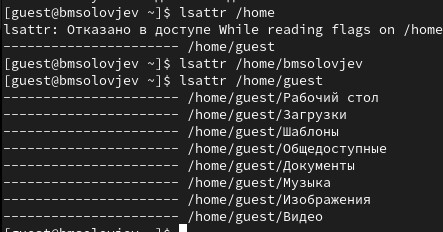 [guest@bmsolovjev ~]$ lsattr /home
lsattr: Отказано в доступе While reading flags on /home
---------------------- /home/guest
[guest@bmsolovjev ~]$ lsattr /home/bmsolovjev
[guest@bmsolovjev ~]$ lsattr /home/guest
---------------------- /home/guest/Рабочий стол
---------------------- /home/guest/Загрузки
---------------------- /home/guest/Шаблоны
---------------------- /home/guest/Общедоступные
---------------------- /home/guest/Документы
---------------------- /home/guest/Музыка
---------------------- /home/guest/Изображения
---------------------- /home/guest/Видео
[guest@bmsolovjev ~]$